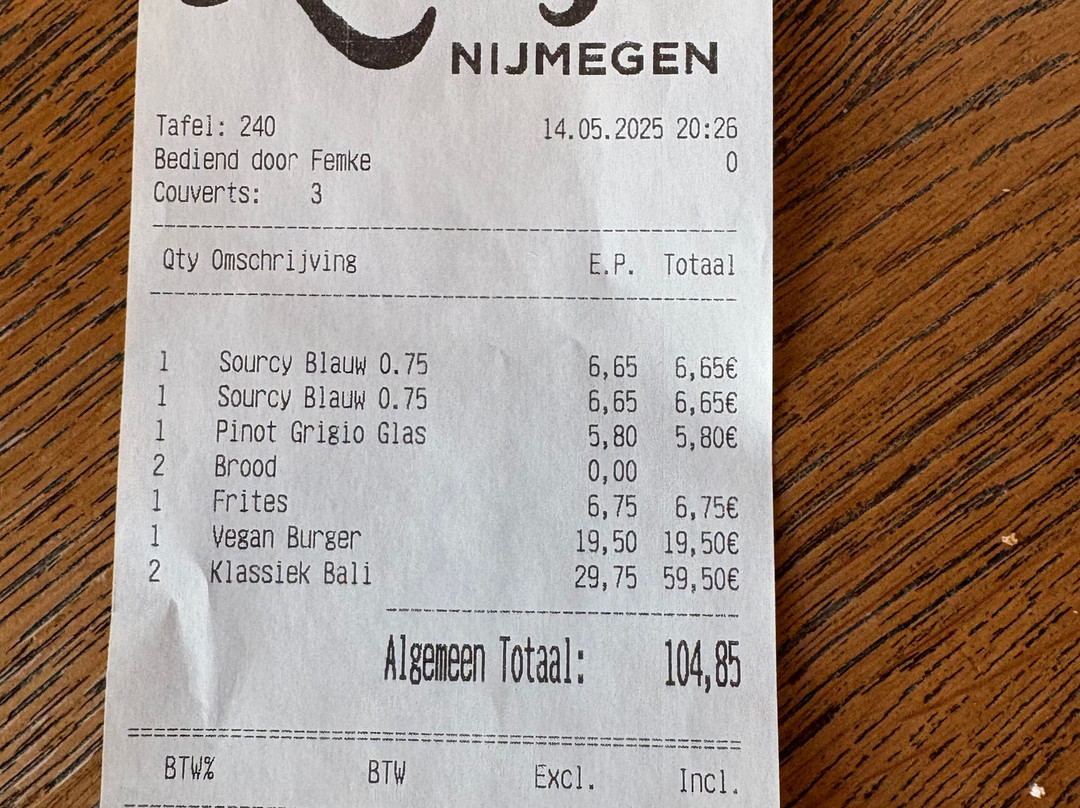 NIJMEGEN
Tafel: 240 14.05.2025 20:26
Bediend door Femke 0
Couverts: 3
Qty Omschrijving E.P. Totaal
1 Sourcy Blauw 0.75 6,65 6,65€
1 Sourcy Blauw 0.75 6,65 6,65€
1 Pinot Grigio Glas 5,80 5,80€
2 Brood 0,00
1 Frites 6,75 6,75€
1 Vegan Burger 19,50 19,50€
2 Klassiek Bali 29,75 59,50€
Algemeen Totaal: 104,85
BTW% BTW Excl. Incl.